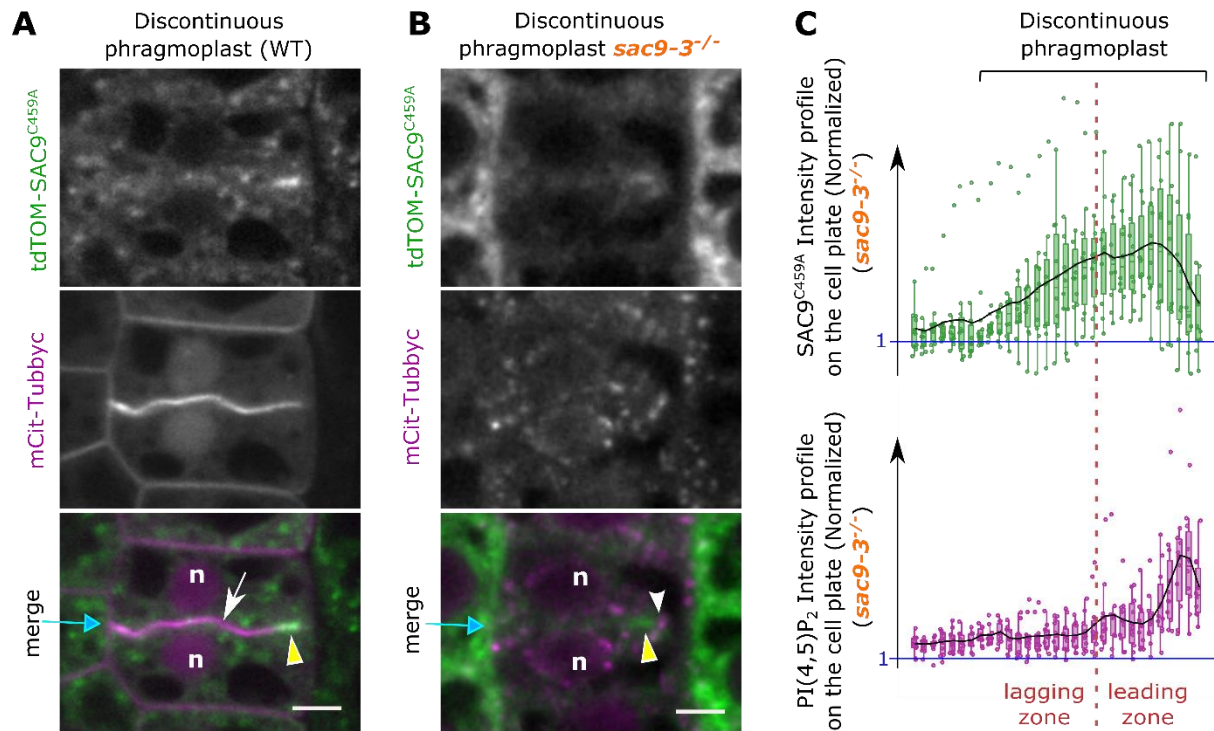 A
Discontinuous
phragmoplast (WT)
tdTOM-SAC9C459A
mCit-Tubbyc
merge
n
n
B
Discontinuous
phragmoplast sac9-3-/-
tdTOM-SAC9C459A
mCit-Tubbyc
merge
n
n
C
Discontinuous
phragmoplast
SAC9C459A Intensity profile
on the cell plate (Normalized)
(sac9-3-/-)
1
PI(4,5)P2 Intensity profile
on the cell plate (Normalized)
(sac9-3-/-)
1
lagging
zone
leading
zone